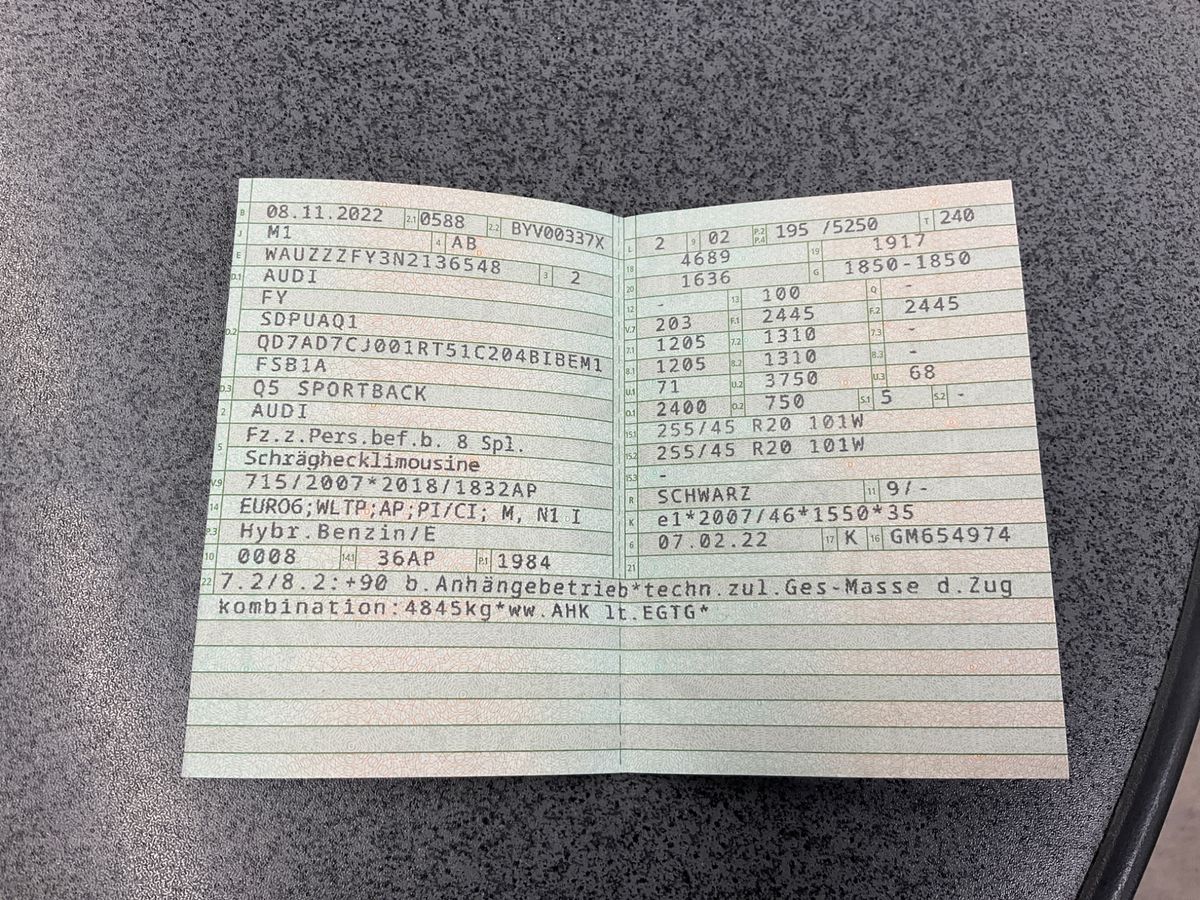 B 08.11.2022 2.1 0588 2.2 BYV00337X
J M1 4 AB
E WAUZZZFY3N2136548 3 2
D.1 AUDI
FY
D.2 SDPUAQ1
QD7AD7CJ001RT51C204BIBEM1
FSB1A
D.3 Q5 SPORTBACK
2 AUDI
5 Fz.z.Pers.bef.b. 8 Spl.
Schräghecklimousine
V.9 715/2007*2018/1832AP
14 EURO6;WLTP;AP;PI/CI; M, N1 I
P.3 Hybr.Benzin/E
10 0008 14.1 36AP P.1 1984
L 2 9 02 P.2 P.4 195 /5250 T 240
18 4689 19 1917
20 1636 G 1850-1850
12 - 13 100 Q -
V.7 203 F.1 2445 F.2 2445
7.1 1205 7.2 1310 7.3 -
8.1 1205 8.2 1310 8.3 -
U.1 71 U.2 3750 U.3 68
O.1 2400 O.2 750 S.1 5 S.2 -
15.1 255/45 R20 101W
15.2 255/45 R20 101W
15.3 -
R SCHWARZ 11 9/-
K e1*2007/46*1550*35
6 07.02.22 17 K 16 GM654974
21
22 7.2/8.2:+90 b.Anhängebetrieb*techn.zul.Ges-Masse d.Zug
kombination:4845kg*ww.AHK lt.EGTG*